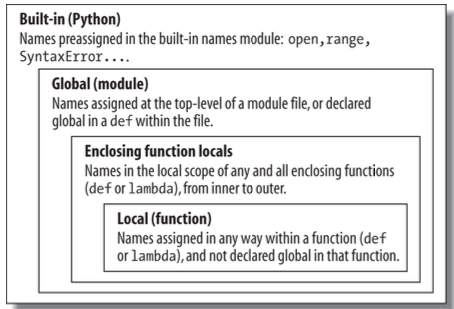 Built-in (Python)
Names preassigned in the built-in names module: open,range,
SyntaxError....
Global (module)
Names assigned at the top-level of a module file, or declared
global in a def within the file.
Enclosing function locals
Names in the local scope of any and all enclosing functions
(def or lambda), from inner to outer.
Local (function)
Names assigned in any way within a function (def
or lambda), and not declared global in that function.